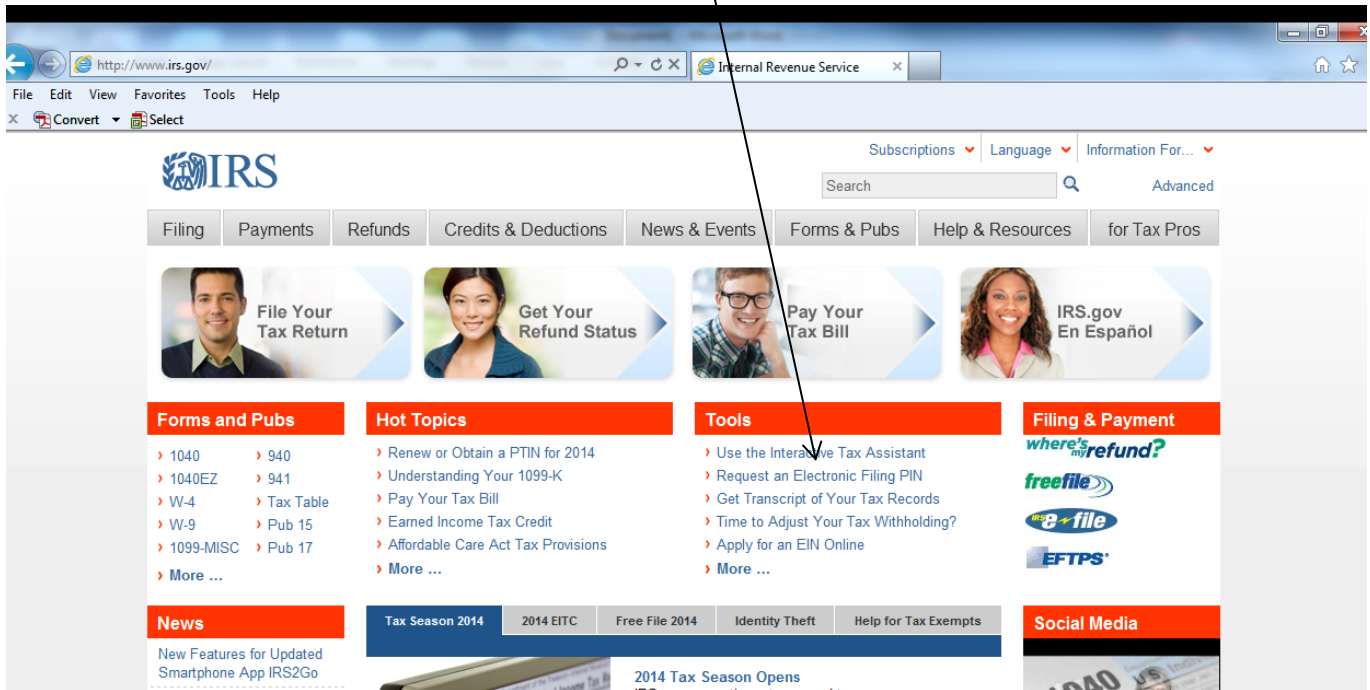 http://www.irs.gov/
Internal Revenue Service
File Edit View Favorites Tools Help
Convert Select
Subscriptions Language Information For...
IRS
Search Advanced
Filing Payments Refunds Credits & Deductions News & Events Forms & Pubs Help & Resources for Tax Pros
File Your
Tax Return
Get Your
Refund Status
Pay Your
Tax Bill
IRS.gov
En Español
Forms and Pubs
1040
1040EZ
W-4
W-9
1099-MISC
940
941
Tax Table
Pub 15
Pub 17
More ...
Hot Topics
Renew or Obtain a PTIN for 2014
Understanding Your 1099-K
Pay Your Tax Bill
Earned Income Tax Credit
Affordable Care Act Tax Provisions
More ...
Tools
Use the Interactive Tax Assistant
Request an Electronic Filing PIN
Get Transcript of Your Tax Records
Time to Adjust Your Tax Withholding?
Apply for an EIN Online
More ...
Filing & Payment
where's my refund?
freefile
IRS e-file
EFTPS
News
New Features for Updated
Smartphone App IRS2Go
Tax Season 2014 2014 EITC Free File 2014 Identity Theft Help for Tax Exempts
2014 Tax Season Opens
Social Media
1040 U.S. Individual